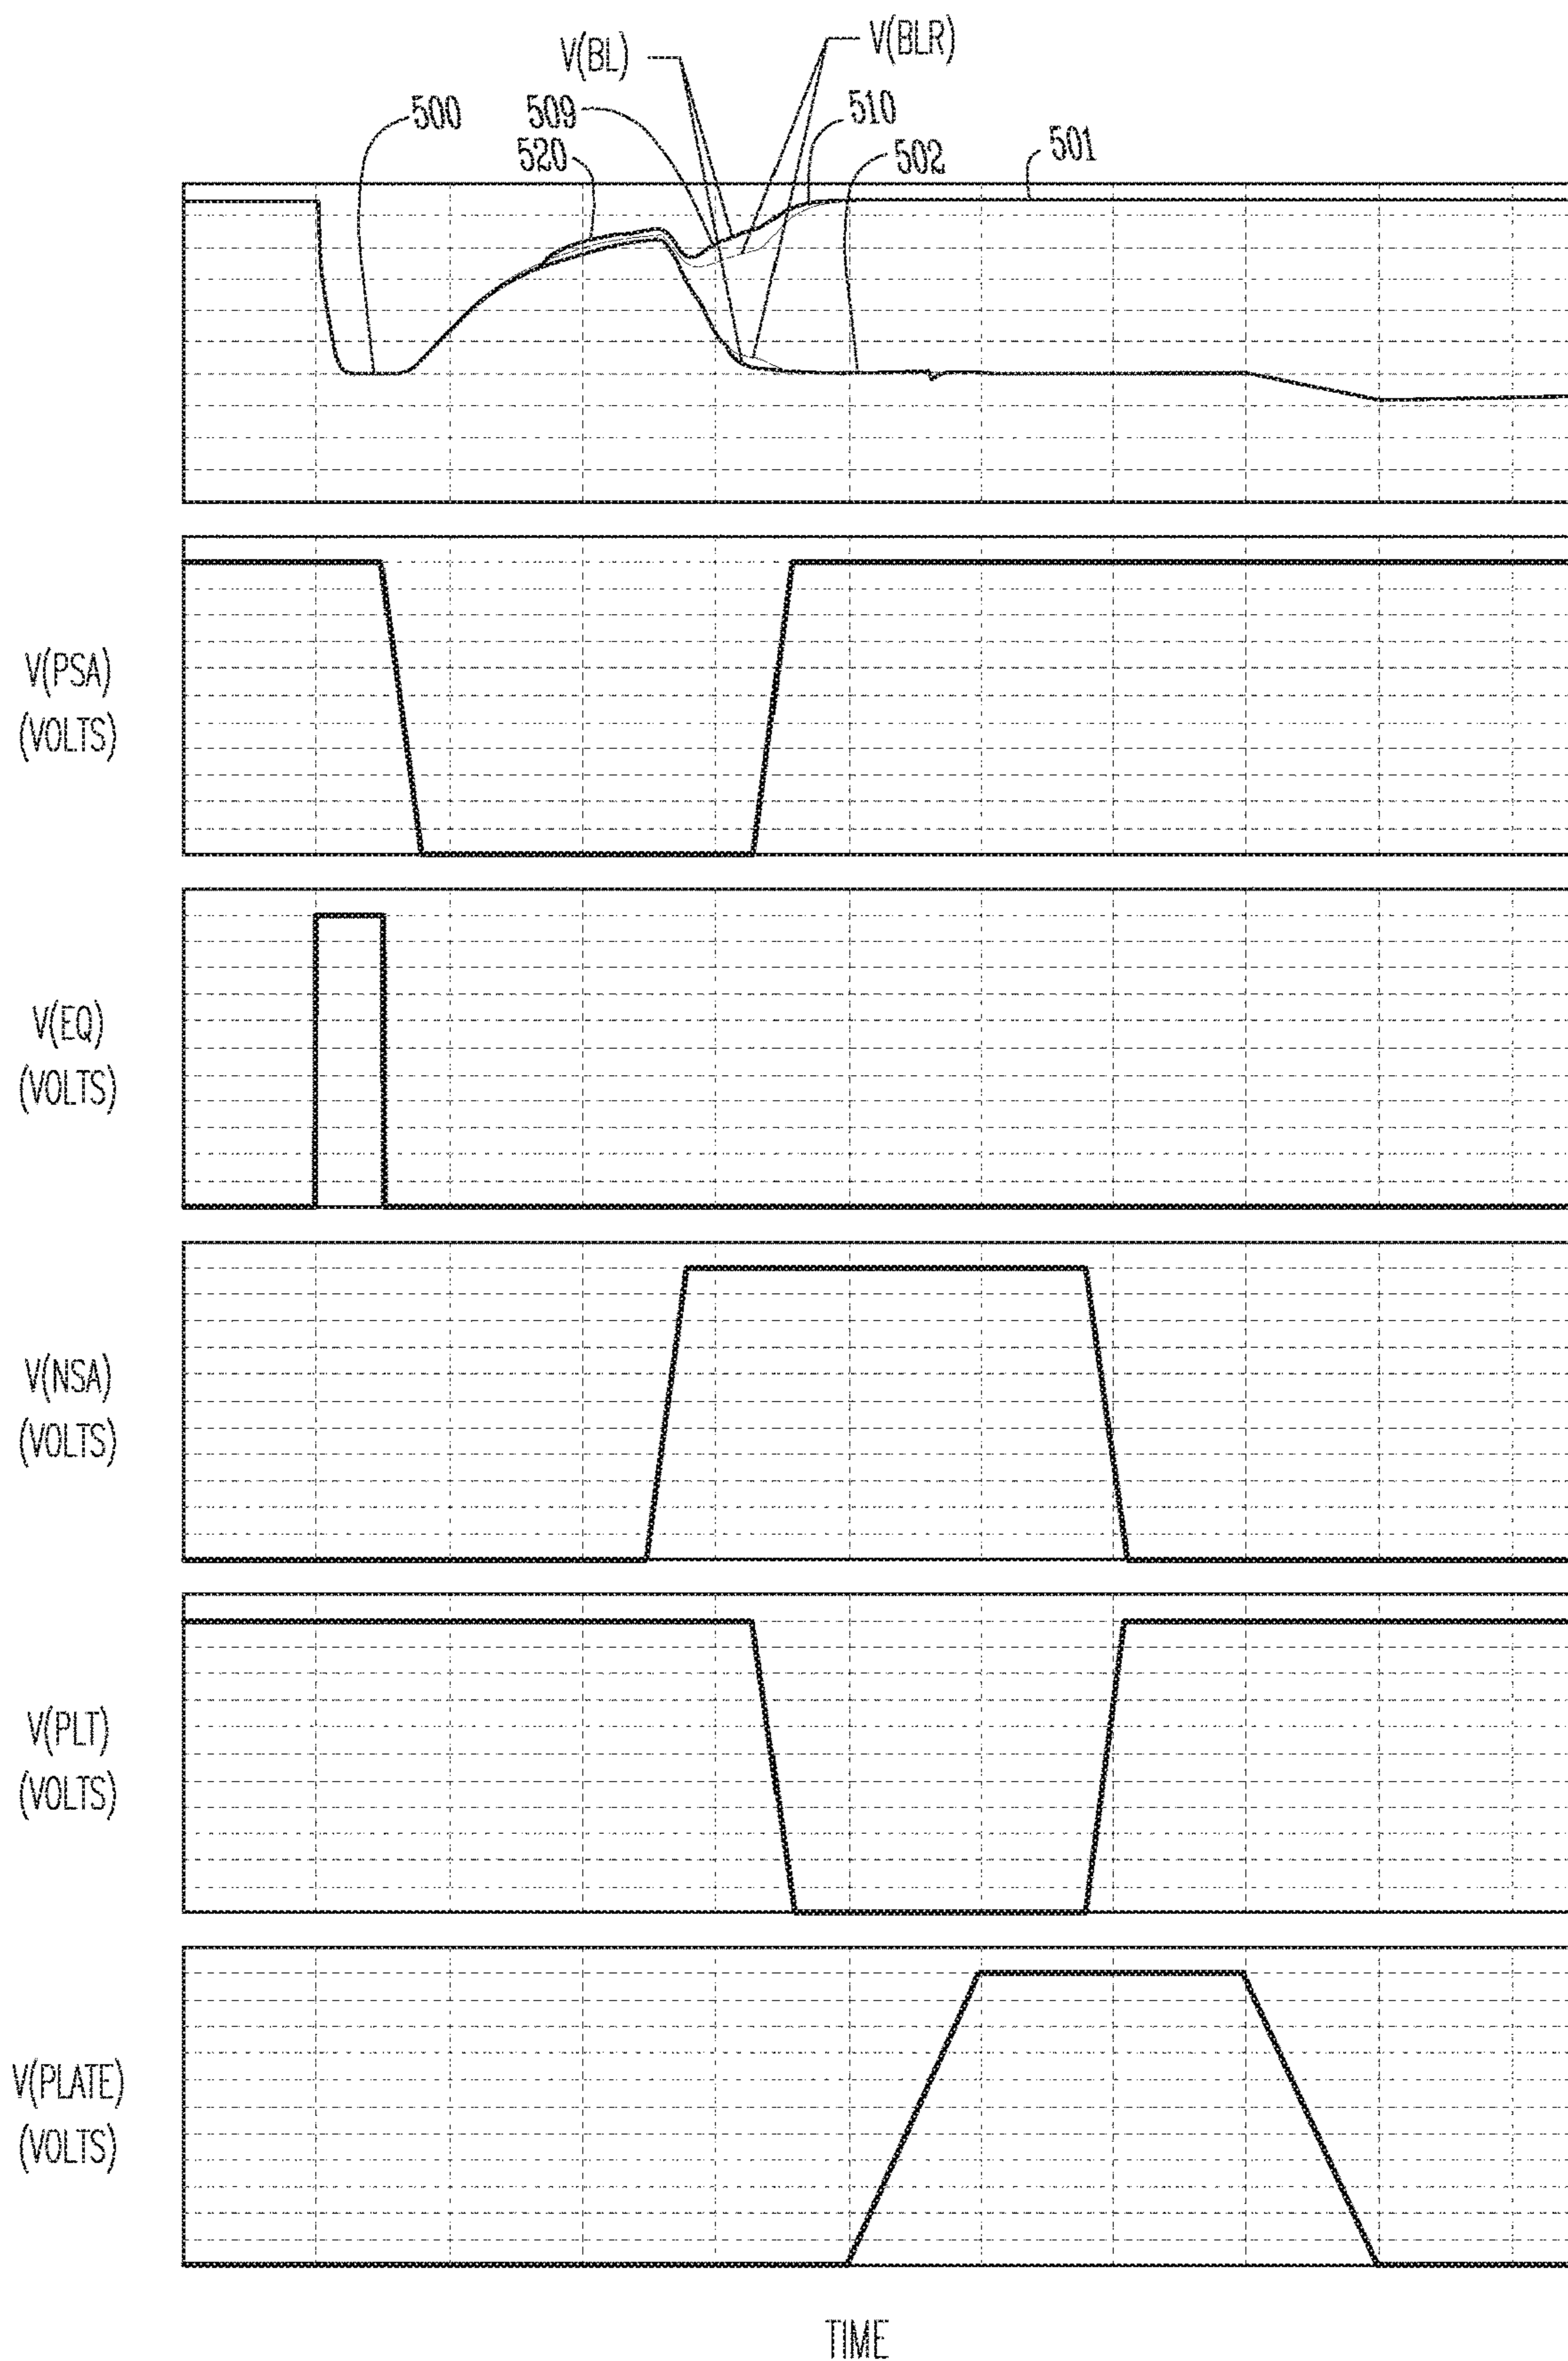 V(BL)
V(BLR)
500
509
510
520
502
501
V(PSA)
(VOLTS)
V(EQ)
(VOLTS)
V(NSA)
(VOLTS)
V(PLT)
(VOLTS)
V(PLATE)
(VOLTS)
TIME